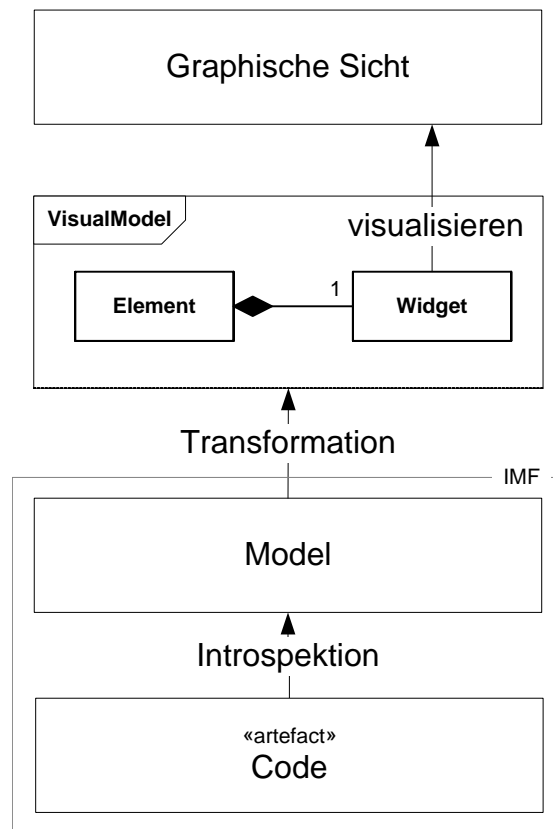 Graphische Sicht
VisualModel
visualisieren
Element
1
Widget
Transformation
IMF
Model
Introspektion
«artefact»
Code